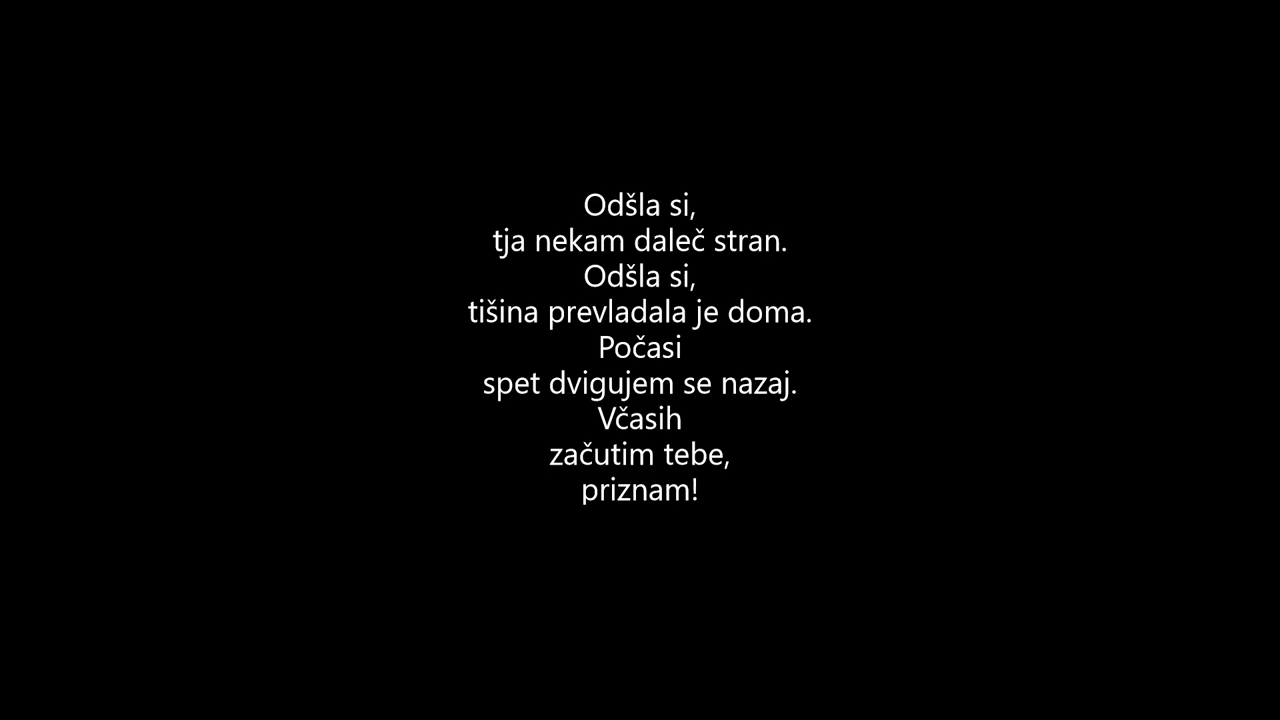 Odšla si,
tja nekam daleč stran.
Odšla si,
tišina prevladala je doma.
Počasi
spet dvigujem se nazaj.
Včasih
začutim tebe,
priznam!